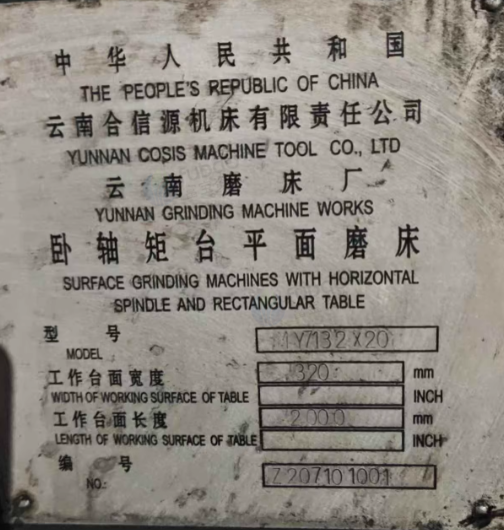 中华人民共和国
THE PEOPLE'S REPUBLIC OF CHINA
云南合信源机床有限责任公司
YUNNAN COSIS MACHINE TOOL CO., LTD
云南磨床厂
YUNNAN GRINDING MACHINE WORKS
卧轴矩台平面磨床
SURFACE GRINDING MACHINES WITH HORIZONTAL
SPINDLE AND RECTANGULAR TABLE
型号
MODEL
MY7132X20
工作台面宽度 320 mm
WIDTH OF WORKING SURFACE OF TABLE INCH
工作台面长度 2000 mm
LENGTH OF WORKING SURFACE OF TABLE INCH
编号
NO.:
Z207101001